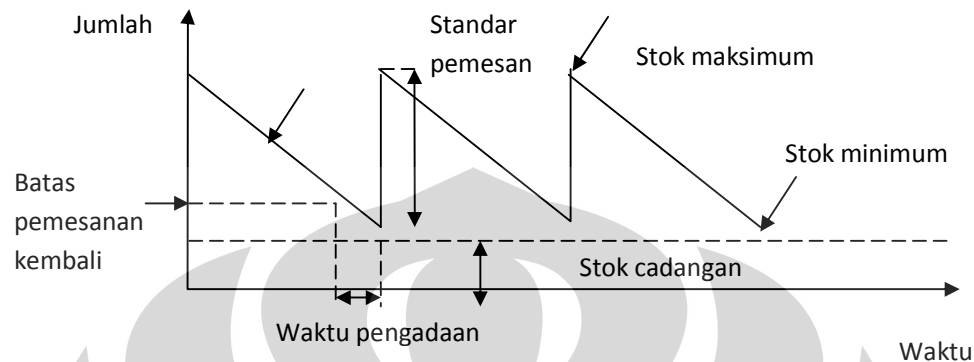 Jumlah
Standar
pemesan
Stok maksimum
Stok minimum
Batas
pemesanan
kembali
Stok cadangan
Waktu pengadaan
Waktu